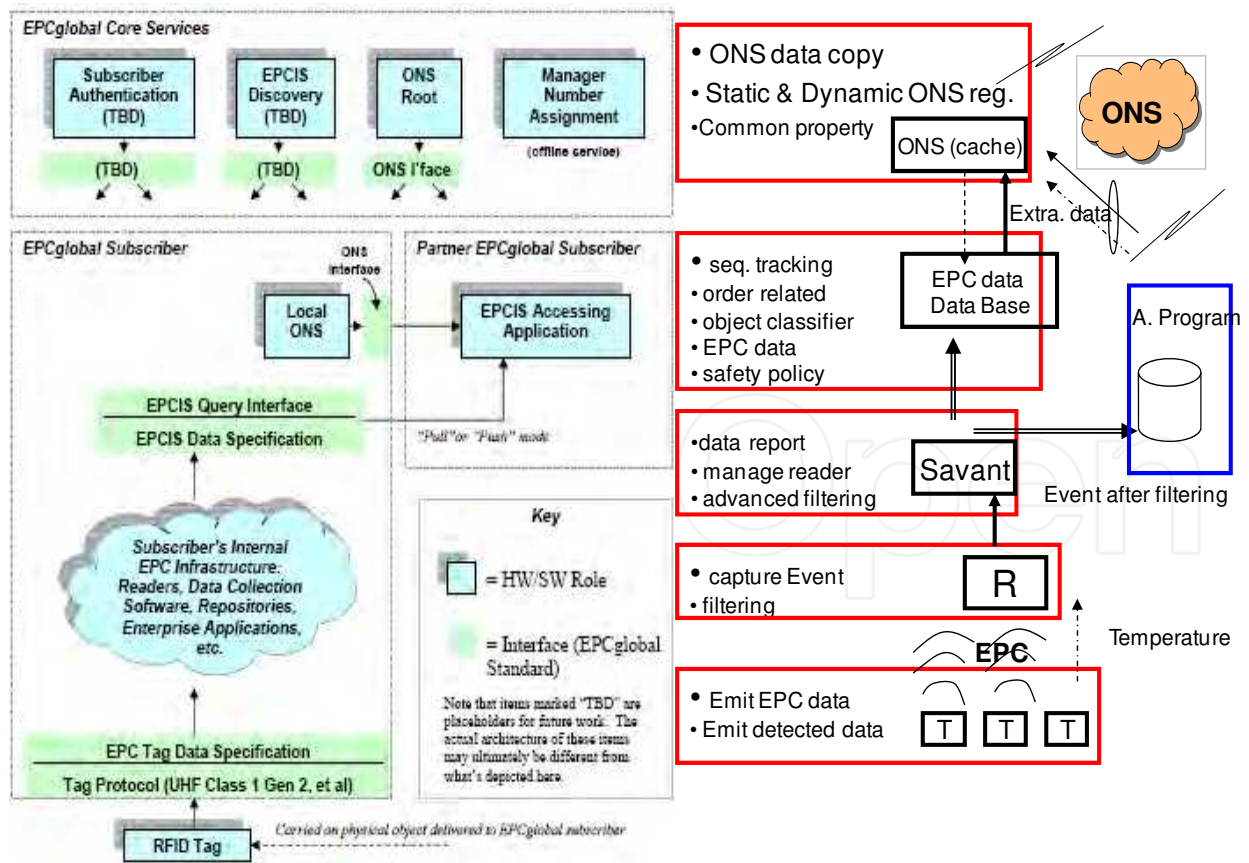 EPCglobal Core Services
Subscriber
Authentication
(TBD)
EPCIS
Discovery
(TBD)
ONS
Root
Manager
Number
Assignment
(offline service)
(TBD)
(TBD)
ONS I'face
EPCglobal Subscriber
ONS
Interface
Local
ONS
Partner EPCglobal Subscriber
EPCIS Accessing
Application
EPCIS Query Interface
EPCIS Data Specification
"Pull" or "Push" mode
Subscriber's Internal
EPC Infrastructure:
Readers, Data Collection
Software, Repositories,
Enterprise Applications,
etc.
Key
= HW/SW Role
= Interface (EPCglobal
Standard)
Note that items marked "TBD" are
placeholders for future work. The
actual architecture of these items
may ultimately be different from
what's depicted here.
EPC Tag Data Specification
Tag Protocol (UHF Class 1 Gen 2, et al)
RFID Tag
Carried on physical object delivered to EPCglobal subscriber
• ONS data copy
• Static & Dynamic ONS reg.
•Common property
ONS (cache)
ONS
Extra. data
• seq. tracking
• order related
• object classifier
• EPC data
• safety policy
EPC data
Data Base
A. Program
•data report
• manage reader
• advanced filtering
Savant
Event after filtering
• capture Event
• filtering
R
EPC
Temperature
• Emit EPC data
• Emit detected data
T
T
T
open